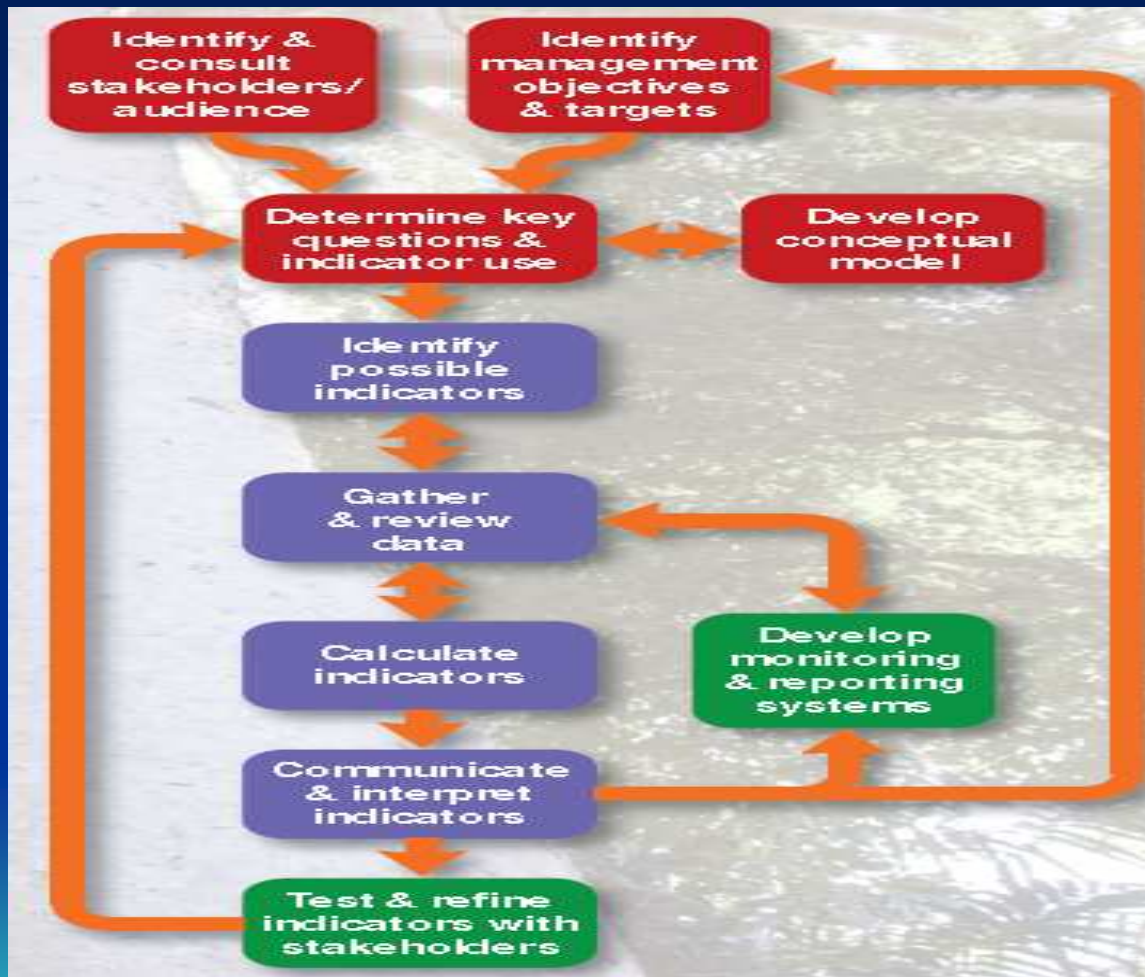 Identify &
consult
stakeholders/
audience
Identify
management
objectives
& targets
Determine key
questions &
indicator use
Develop
conceptual
model
Identify
possible
indicators
Gather
& review
data
Calculate
indicators
Develop
monitoring
& reporting
systems
Communicate
& interpret
indicators
Test & refine
indicators with
stakeholders